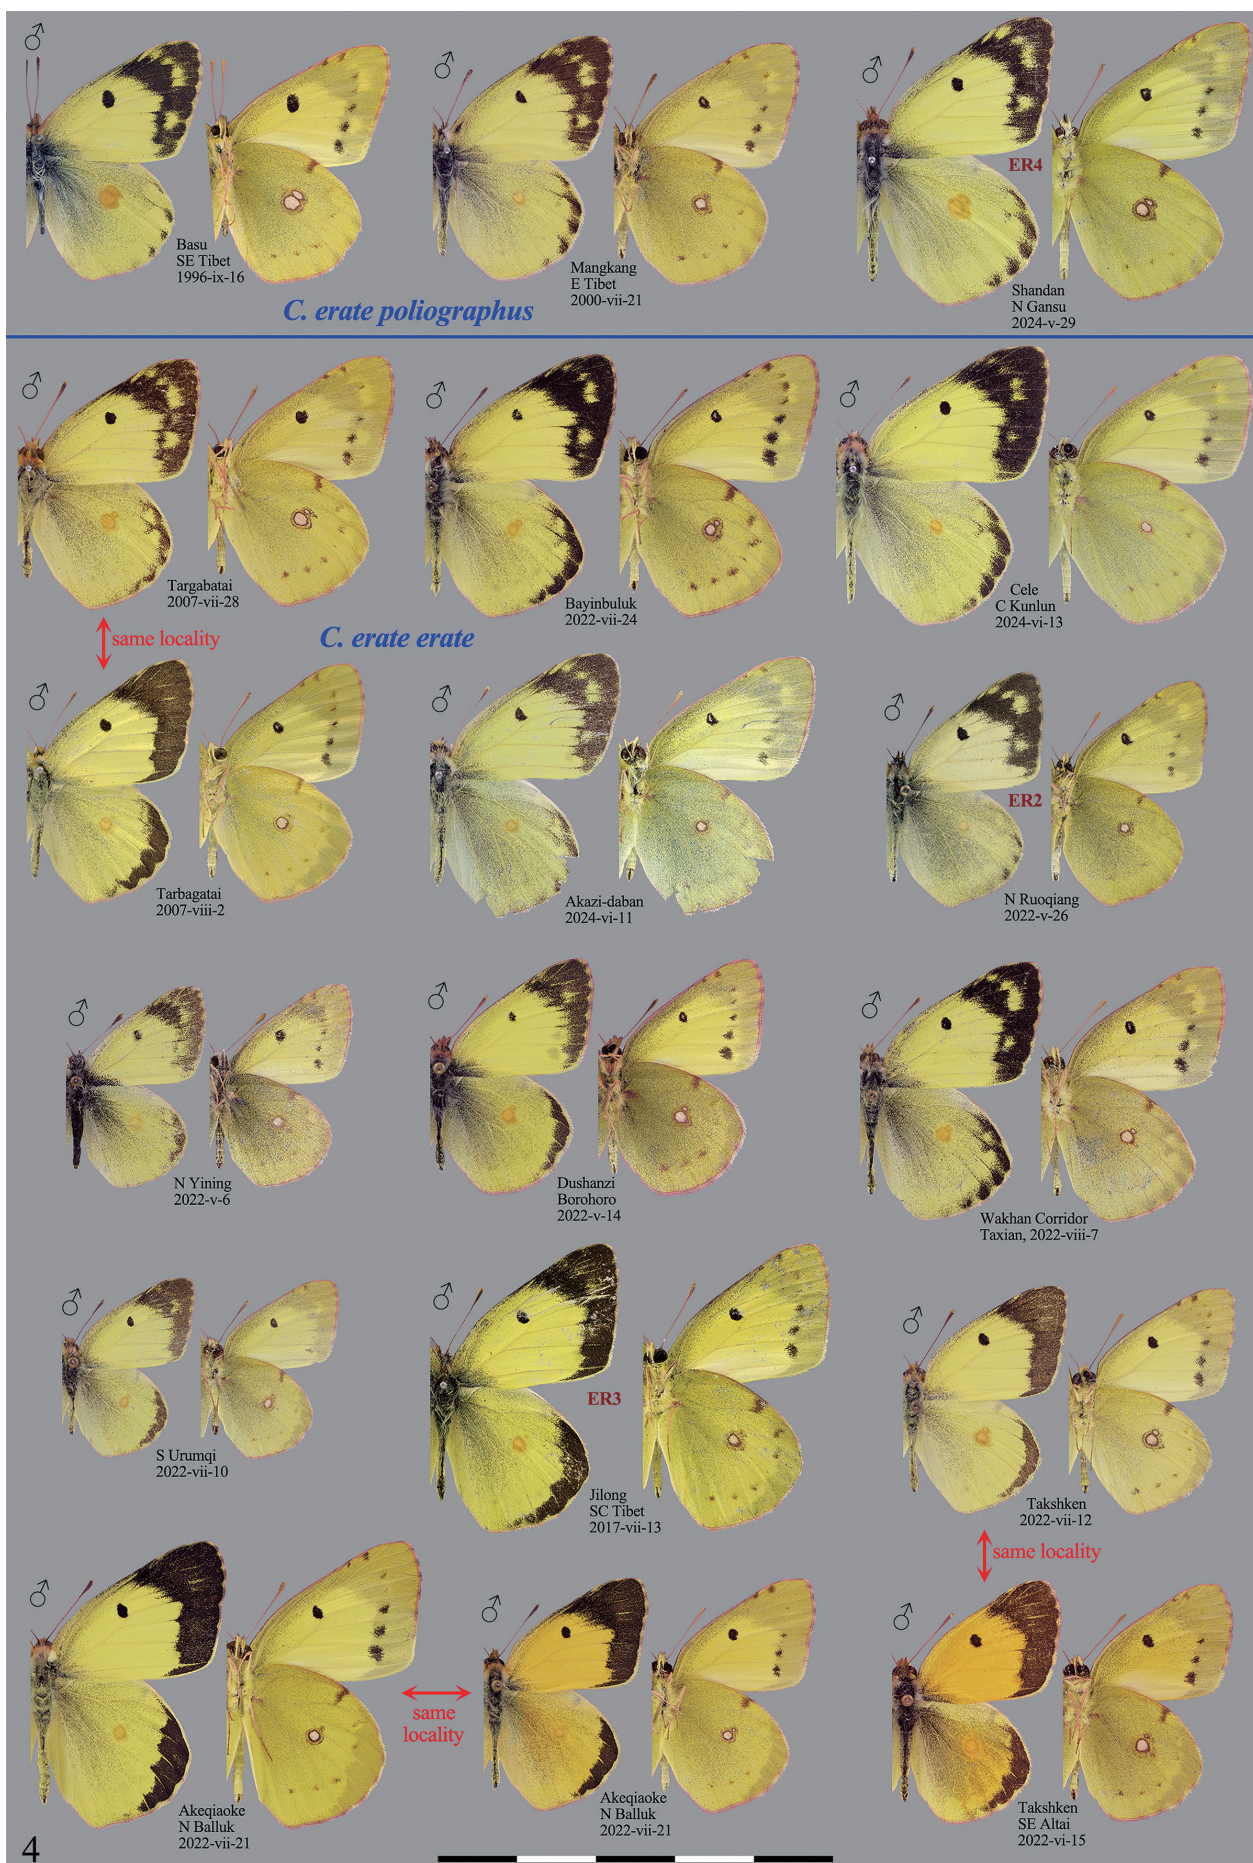 ♂
♂
♂
ER4
Basu
SE Tibet
1996-ix-16
Mangkang
E Tibet
2000-vii-21
Shandan
N Gansu
2024-v-29
C. erate poliographus
♂
♂
♂
Targabatai
2007-vii-28
Bayinbuluk
2022-vii-24
Cele
C Kunlun
2024-vi-13
same locality
C. erate erate
♂
♂
♂
ER2
Tarbagatai
2007-viii-2
Akazi-daban
2024-vi-11
N Ruoqiang
2022-v-26
♂
♂
♂
N Yining
2022-v-6
Dushanzi
Borohoro
2022-v-14
Wakhan Corridor
Taxian, 2022-viii-7
♂
♂
♂
ER3
S Urumqi
2022-vii-10
Jilong
SC Tibet
2017-vii-13
Takshken
2022-vii-12
same locality
♂
♂
♂
same
locality
Akeqiaoke
N Balluk
2022-vii-21
Akeqiaoke
N Balluk
2022-vii-21
Takshken
SE Altai
2022-vi-15
4